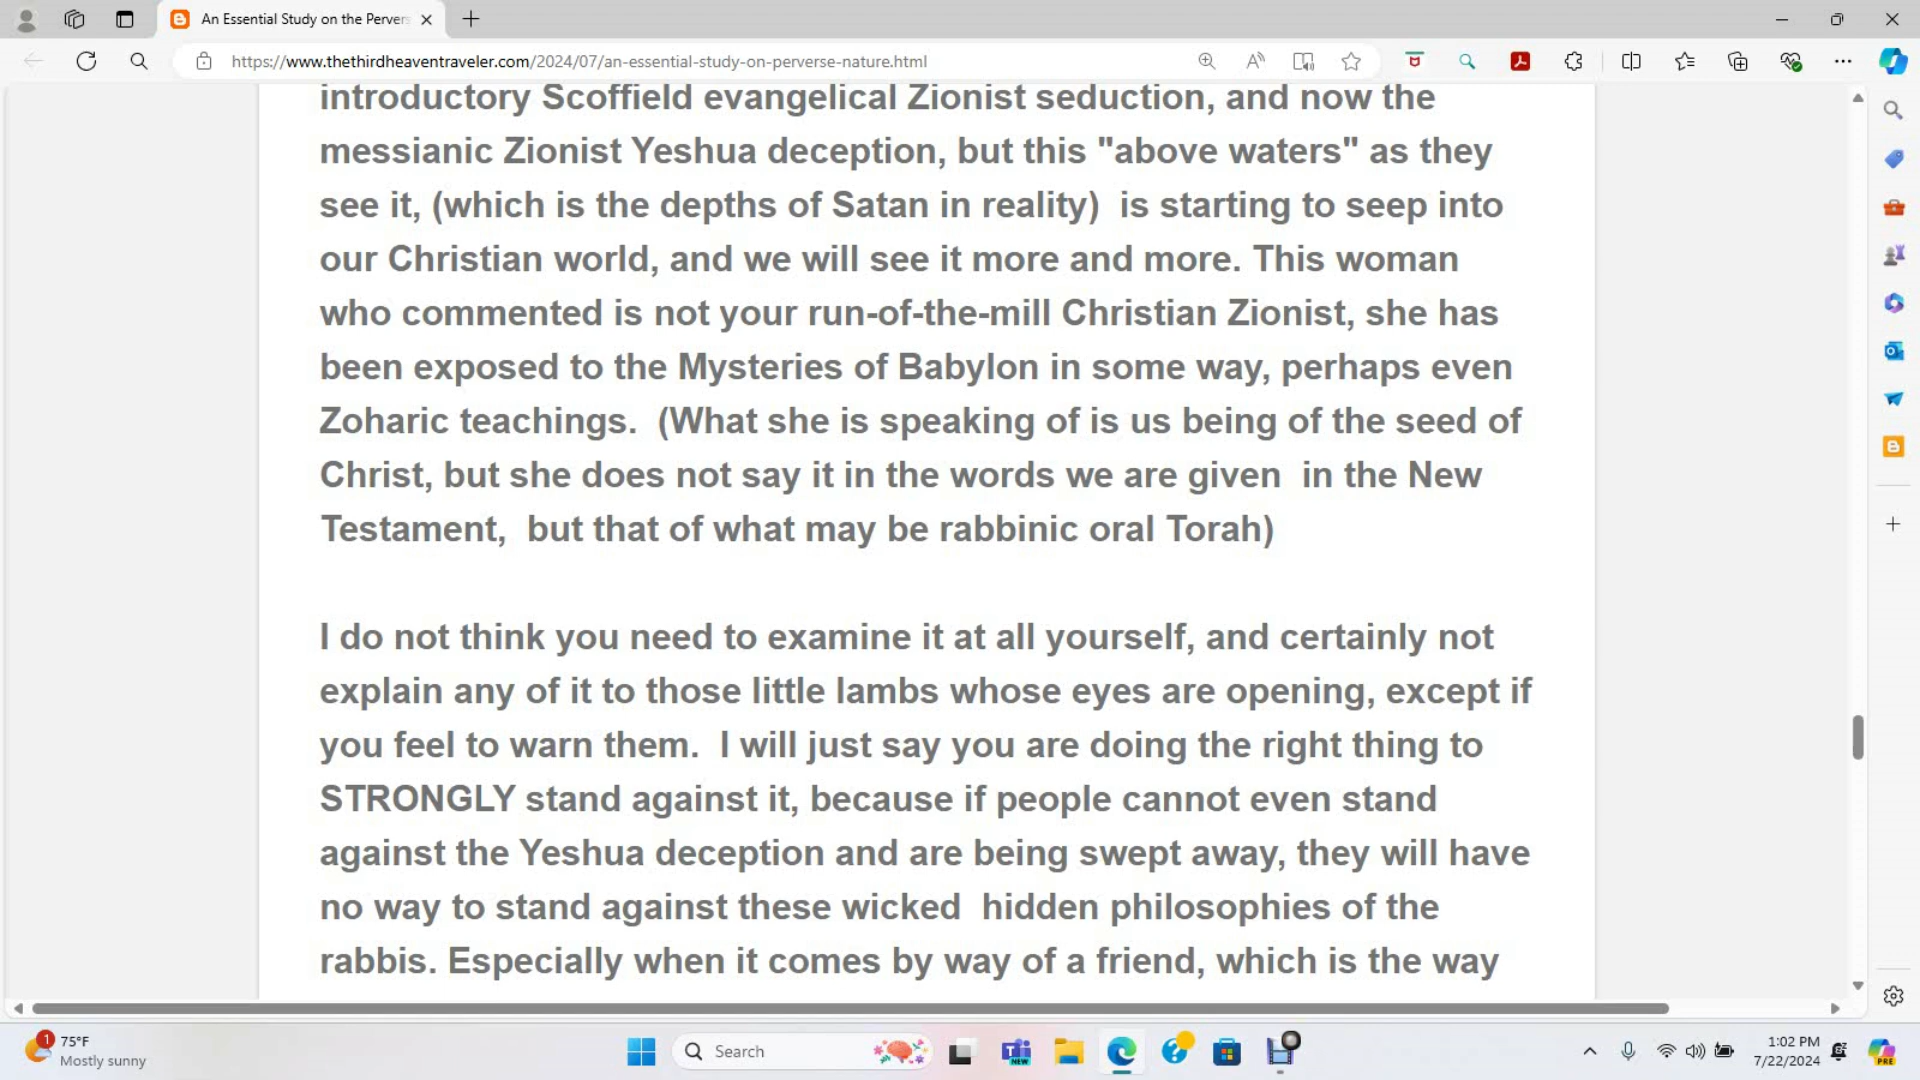 An Essential Study on the Pervers
https://www.thethirdheaventraveler.com/2024/07/an-essential-study-on-perverse-nature.html
introductory Scoffield evangelical Zionist seduction, and now the
messianic Zionist Yeshua deception, but this "above waters" as they
see it, (which is the depths of Satan in reality)  is starting to seep into
our Christian world, and we will see it more and more. This woman
who commented is not your run-of-the-mill Christian Zionist, she has
been exposed to the Mysteries of Babylon in some way, perhaps even
Zoharic teachings.  (What she is speaking of is us being of the seed of
Christ, but she does not say it in the words we are given  in the New
Testament,  but that of what may be rabbinic oral Torah)
I do not think you need to examine it at all yourself, and certainly not
explain any of it to those little lambs whose eyes are opening, except if
you feel to warn them.  I will just say you are doing the right thing to
STRONGLY stand against it, because if people cannot even stand
against the Yeshua deception and are being swept away, they will have
no way to stand against these wicked  hidden philosophies of the
rabbis. Especially when it comes by way of a friend, which is the way
1
75°F
Mostly sunny
Search
NEW
1:02 PM
7/22/2024
PRE